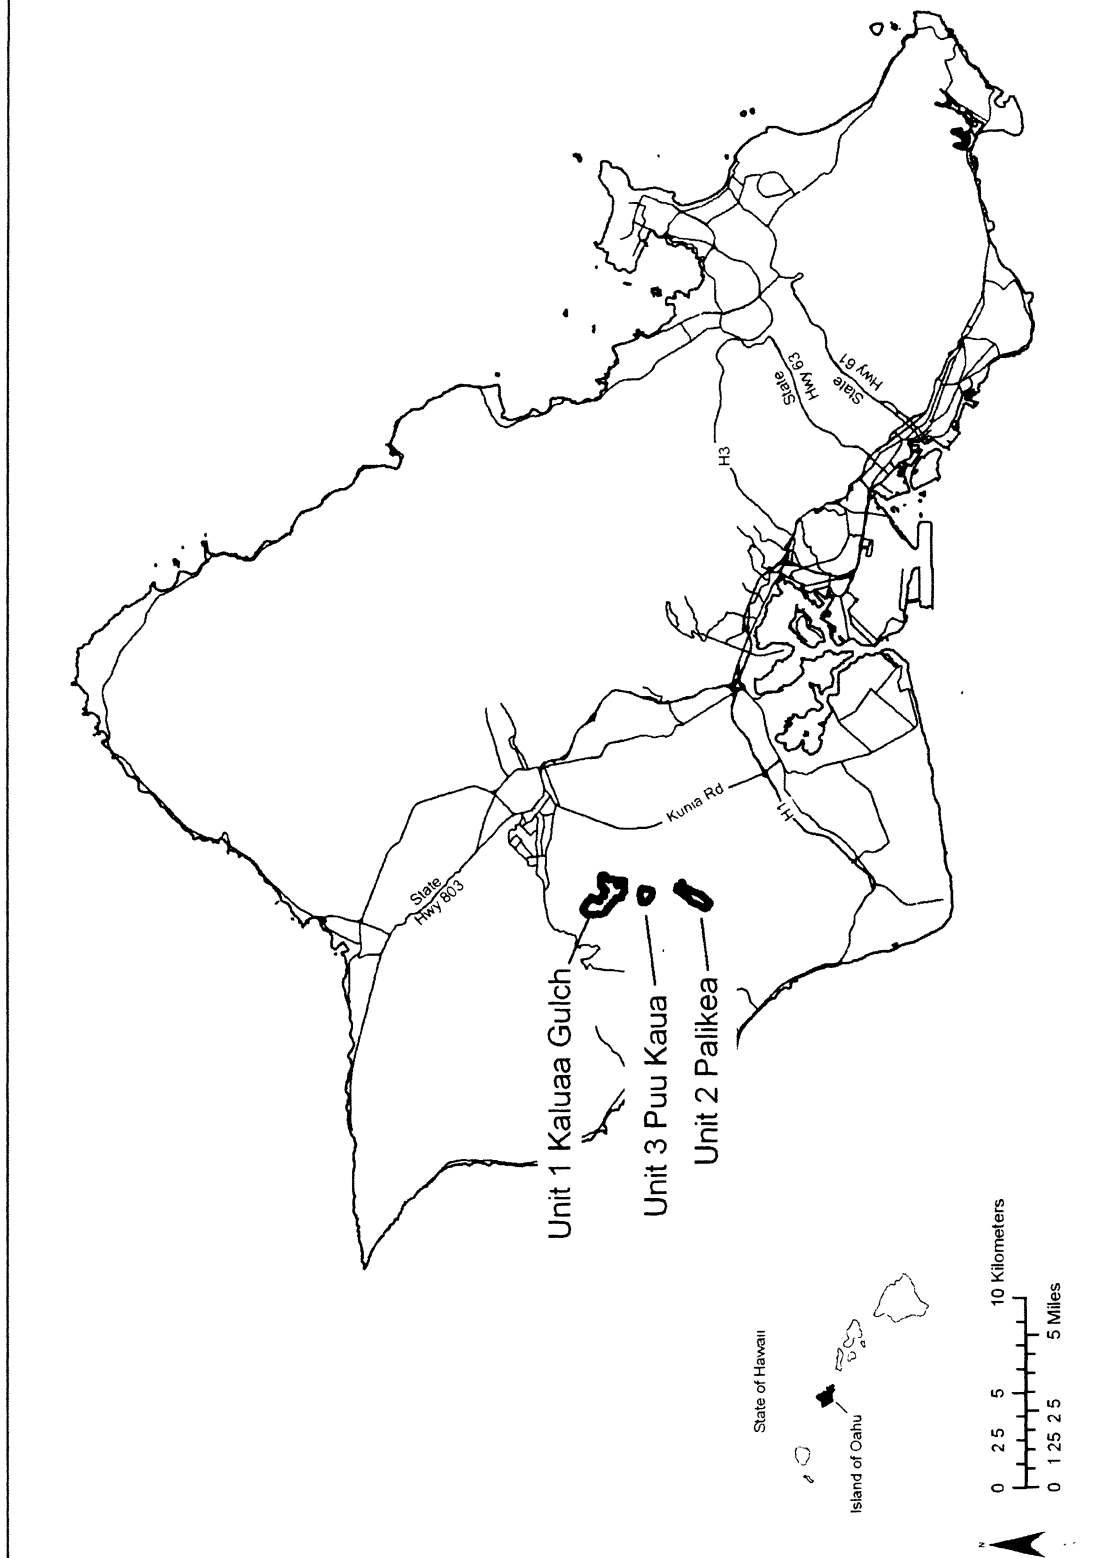 State
Hwy 803
Kunia Rd
H1
H3
State
Hwy 63
State
Hwy 61
Unit 1 Kaluaa Gulch
Unit 3 Puu Kaua
Unit 2 Palikea
State of Hawaii
Island of Oahu
0 2 5 5 10 Kilometers
0 1 25 2 5 5 Miles
N